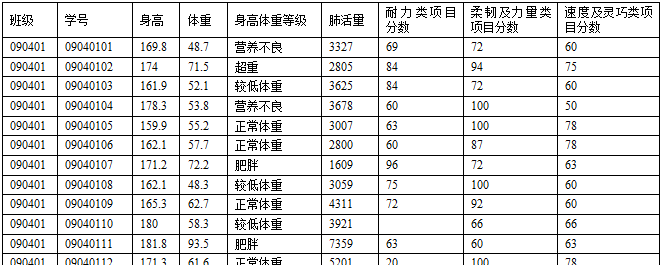 班级 学号 身高 体重 身高体重等级 肺活量 耐力类项目分数 柔韧及力量类项目分数 速度及灵巧类项目分数
090401 09040101 169.8 48.7 营养不良 3327 69 72 60
090401 09040102 174 71.5 超重 2805 84 94 75
090401 09040103 161.9 52.1 较低体重 3625 84 72 60
090401 09040104 178.3 53.8 营养不良 3678 60 100 50
090401 09040105 159.9 55.2 正常体重 3007 63 100 78
090401 09040106 162.1 57.7 正常体重 2800 60 87 78
090401 09040107 171.2 72.2 肥胖 1609 96 72 63
090401 09040108 162.1 48.3 较低体重 3059 75 100 60
090401 09040109 165.3 62.7 正常体重 4311 72 92 60
090401 09040110 180 58.3 较低体重 3921 66 66
090401 09040111 181.8 93.5 肥胖 7359 63 60 63
090401 09040112 171.3 61.6 正常体重 5201 20 100 78